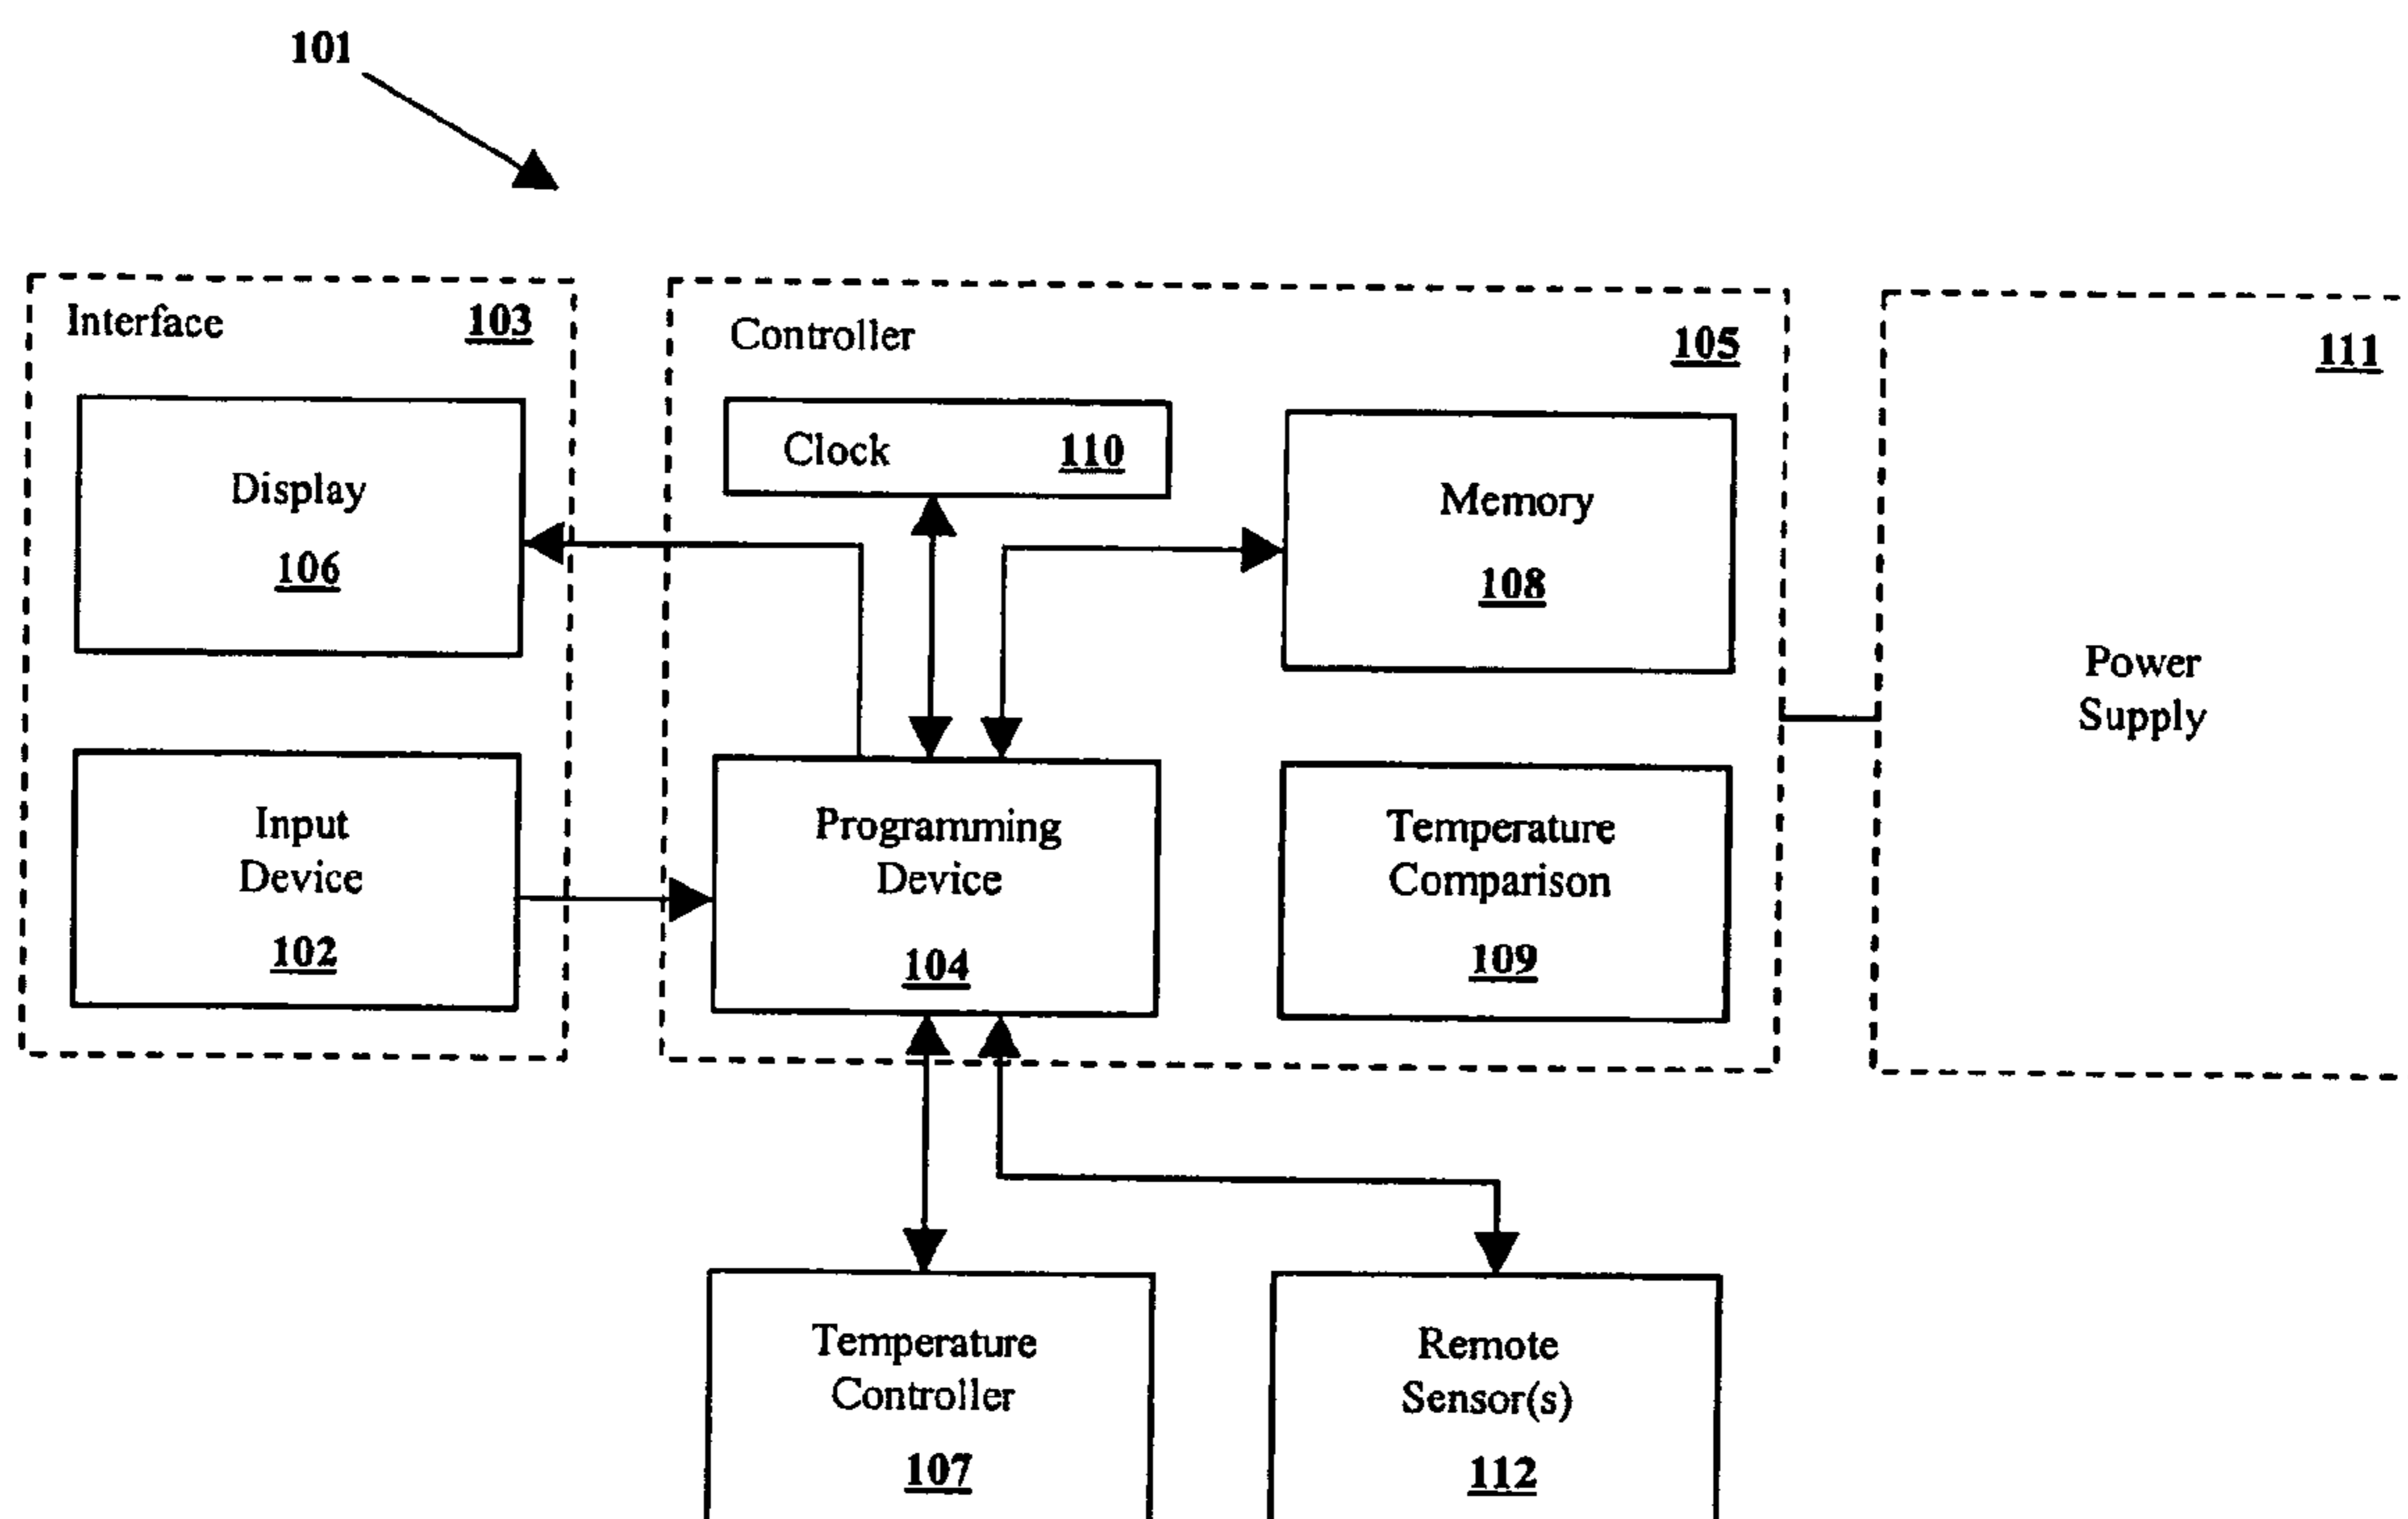 101
Interface 103
Controller 105
111
Clock 110
Display
106
Memory
108
Power
Supply
Input
Device
102
Programming
Device
104
Temperature
Comparison
109
Temperature
Controller
107
Remote
Sensor(s)
112